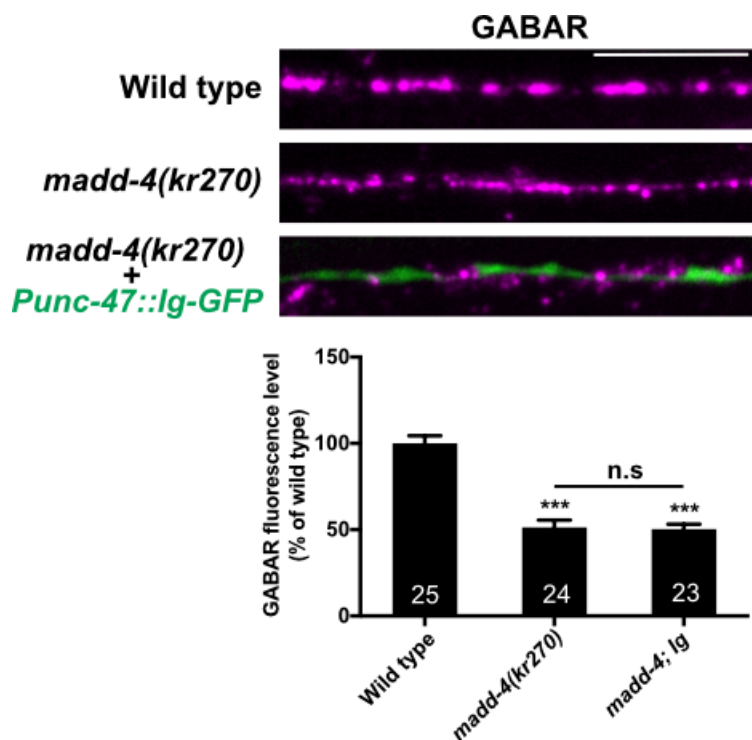 GABAR
Wild type
madd-4(kr270)
madd-4(kr270)
+
Punc-47::Ig-GFP
GABAR fluorescence level
(% of wild type)
150
100
50
0
n.s
***
***
25
24
23
Wild type
madd-4(kr270)
madd-4; Ig